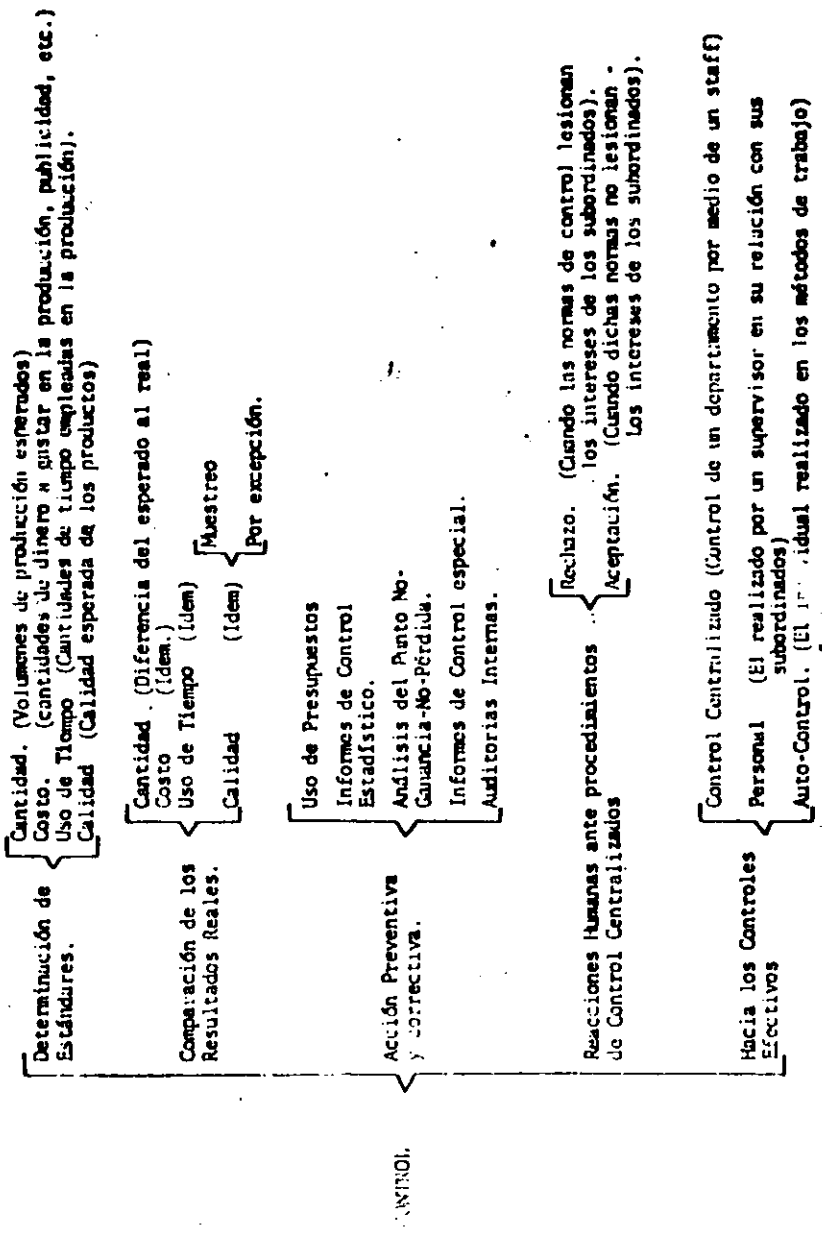 CONTROL.
Determinación de
Estándares.
Cantidad. (Volumenes de producción esperados)
Costo. (cantidades de dinero a gastar en la producción, publicidad, etc.)
Uso de Tiempo (Cantidades de tiempo empleadas en la producción).
Calidad (Calidad esperada de los productos)
Comparación de los
Resultados Reales.
Cantidad. (Diferencia del esperado al real)
Costo (Idem.)
Uso de Tiempo (Idem)
Calidad (Idem)
Muestreo
Por excepción.
Acción Preventiva
y correctiva.
Uso de Presupuestos
Informes de Control
Estadístico.
Análisis del Punto No-
Ganancia-No-Pérdida.
Informes de Control especial.
Auditorias Internas.
Reacciones Humanas ante procedimientos
de Control Centralizados
Rechazo. (Cuando las normas de control lesionan
los intereses de los subordinados).
Aceptación. (Cuando dichas normas no lesionan -
Los intereses de los subordinados).
Hacia los Controles
Efectivos
Control Centralizado (Control de un departamento por medio de un staff)
Personal (El realizado por un supervisor en su relación con sus
subordinados)
Auto-Control. (El idual realizado en los métodos de trabajo)